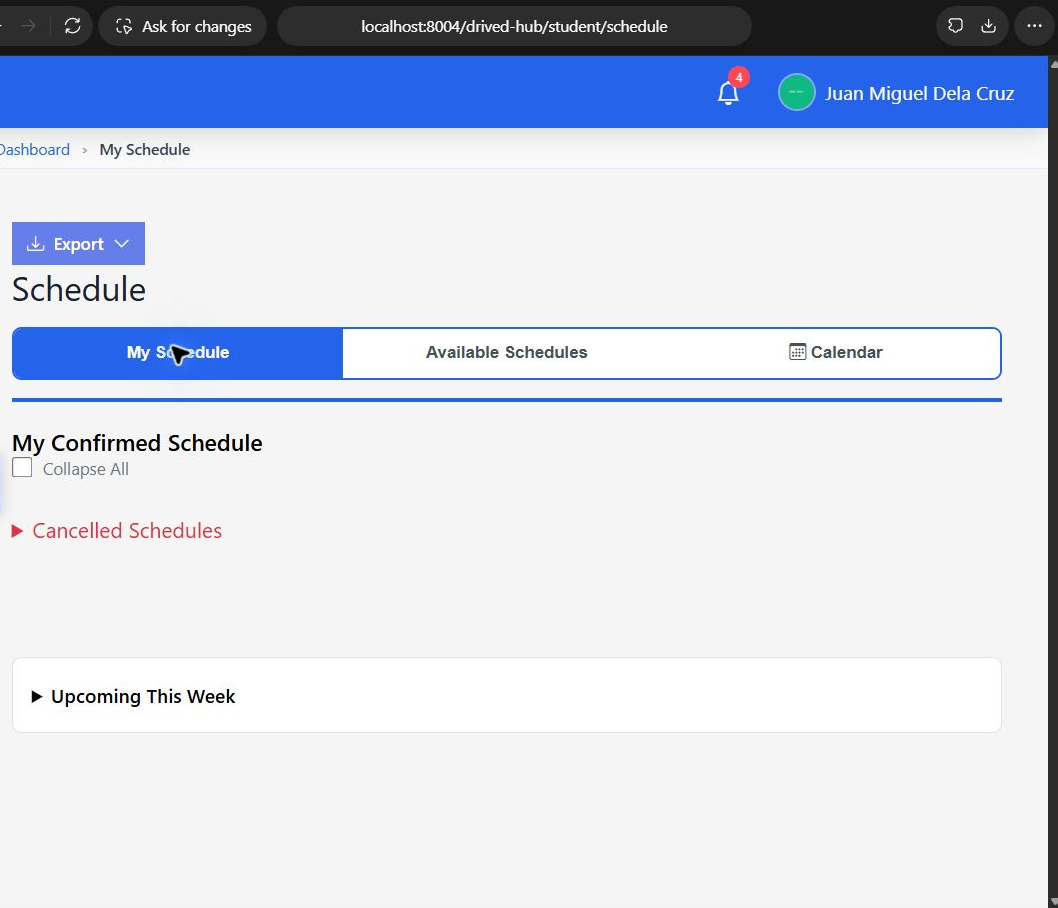 Ask for changes
localhost:8004/drived-hub/student/schedule
4
Juan Miguel Dela Cruz
Dashboard › My Schedule
Export
Schedule
My Schedule
Available Schedules
Calendar
My Confirmed Schedule
Collapse All
Cancelled Schedules
Upcoming This Week